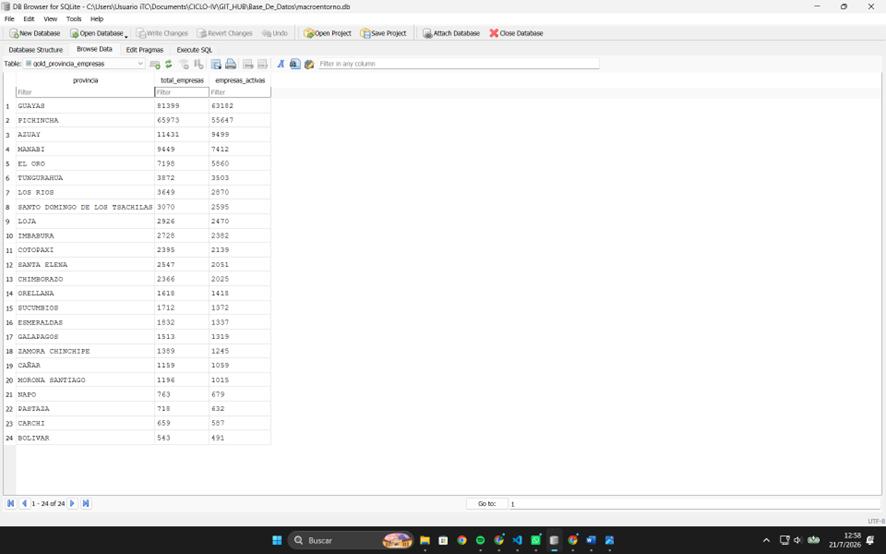 DB Browser for SQLite - C:\Users\Usuario iTC\Documents\CICLO-IV\GIT_HUB\Base_De_Datos\macroentorno.db
File Edit View Tools Help
New Database Open Database Write Changes Revert Changes Undo Open Project Save Project Attach Database Close Database
Database Structure Browse Data Edit Pragmas Execute SQL
Table: gold_provincia_empresas Filter in any column
provincia total_empresas empresas_activas
Filter Filter Filter
1 GUAYAS 81399 63182
2 PICHINCHA 65973 55647
3 AZUAY 11431 9499
4 MANABI 9449 7412
5 EL ORO 7198 5860
6 TUNGURAHUA 3872 3503
7 LOS RIOS 3649 2870
8 SANTO DOMINGO DE LOS TSACHILAS 3070 2595
9 LOJA 2926 2470
10 IMBABURA 2728 2382
11 COTOPAXI 2395 2139
12 SANTA ELENA 2547 2051
13 CHIMBORAZO 2366 2025
14 ORELLANA 1618 1418
15 SUCUMBIOS 1712 1372
16 ESMERALDAS 1832 1337
17 GALAPAGOS 1513 1319
18 ZAMORA CHINCHIPE 1389 1245
19 CAÑAR 1159 1059
20 MORONA SANTIAGO 1196 1015
21 NAPO 763 679
22 PASTAZA 718 632
23 CARCHI 659 587
24 BOLIVAR 543 491
1 - 24 of 24 Go to: 1
UTF-8
Buscar
12:58
21/7/2026